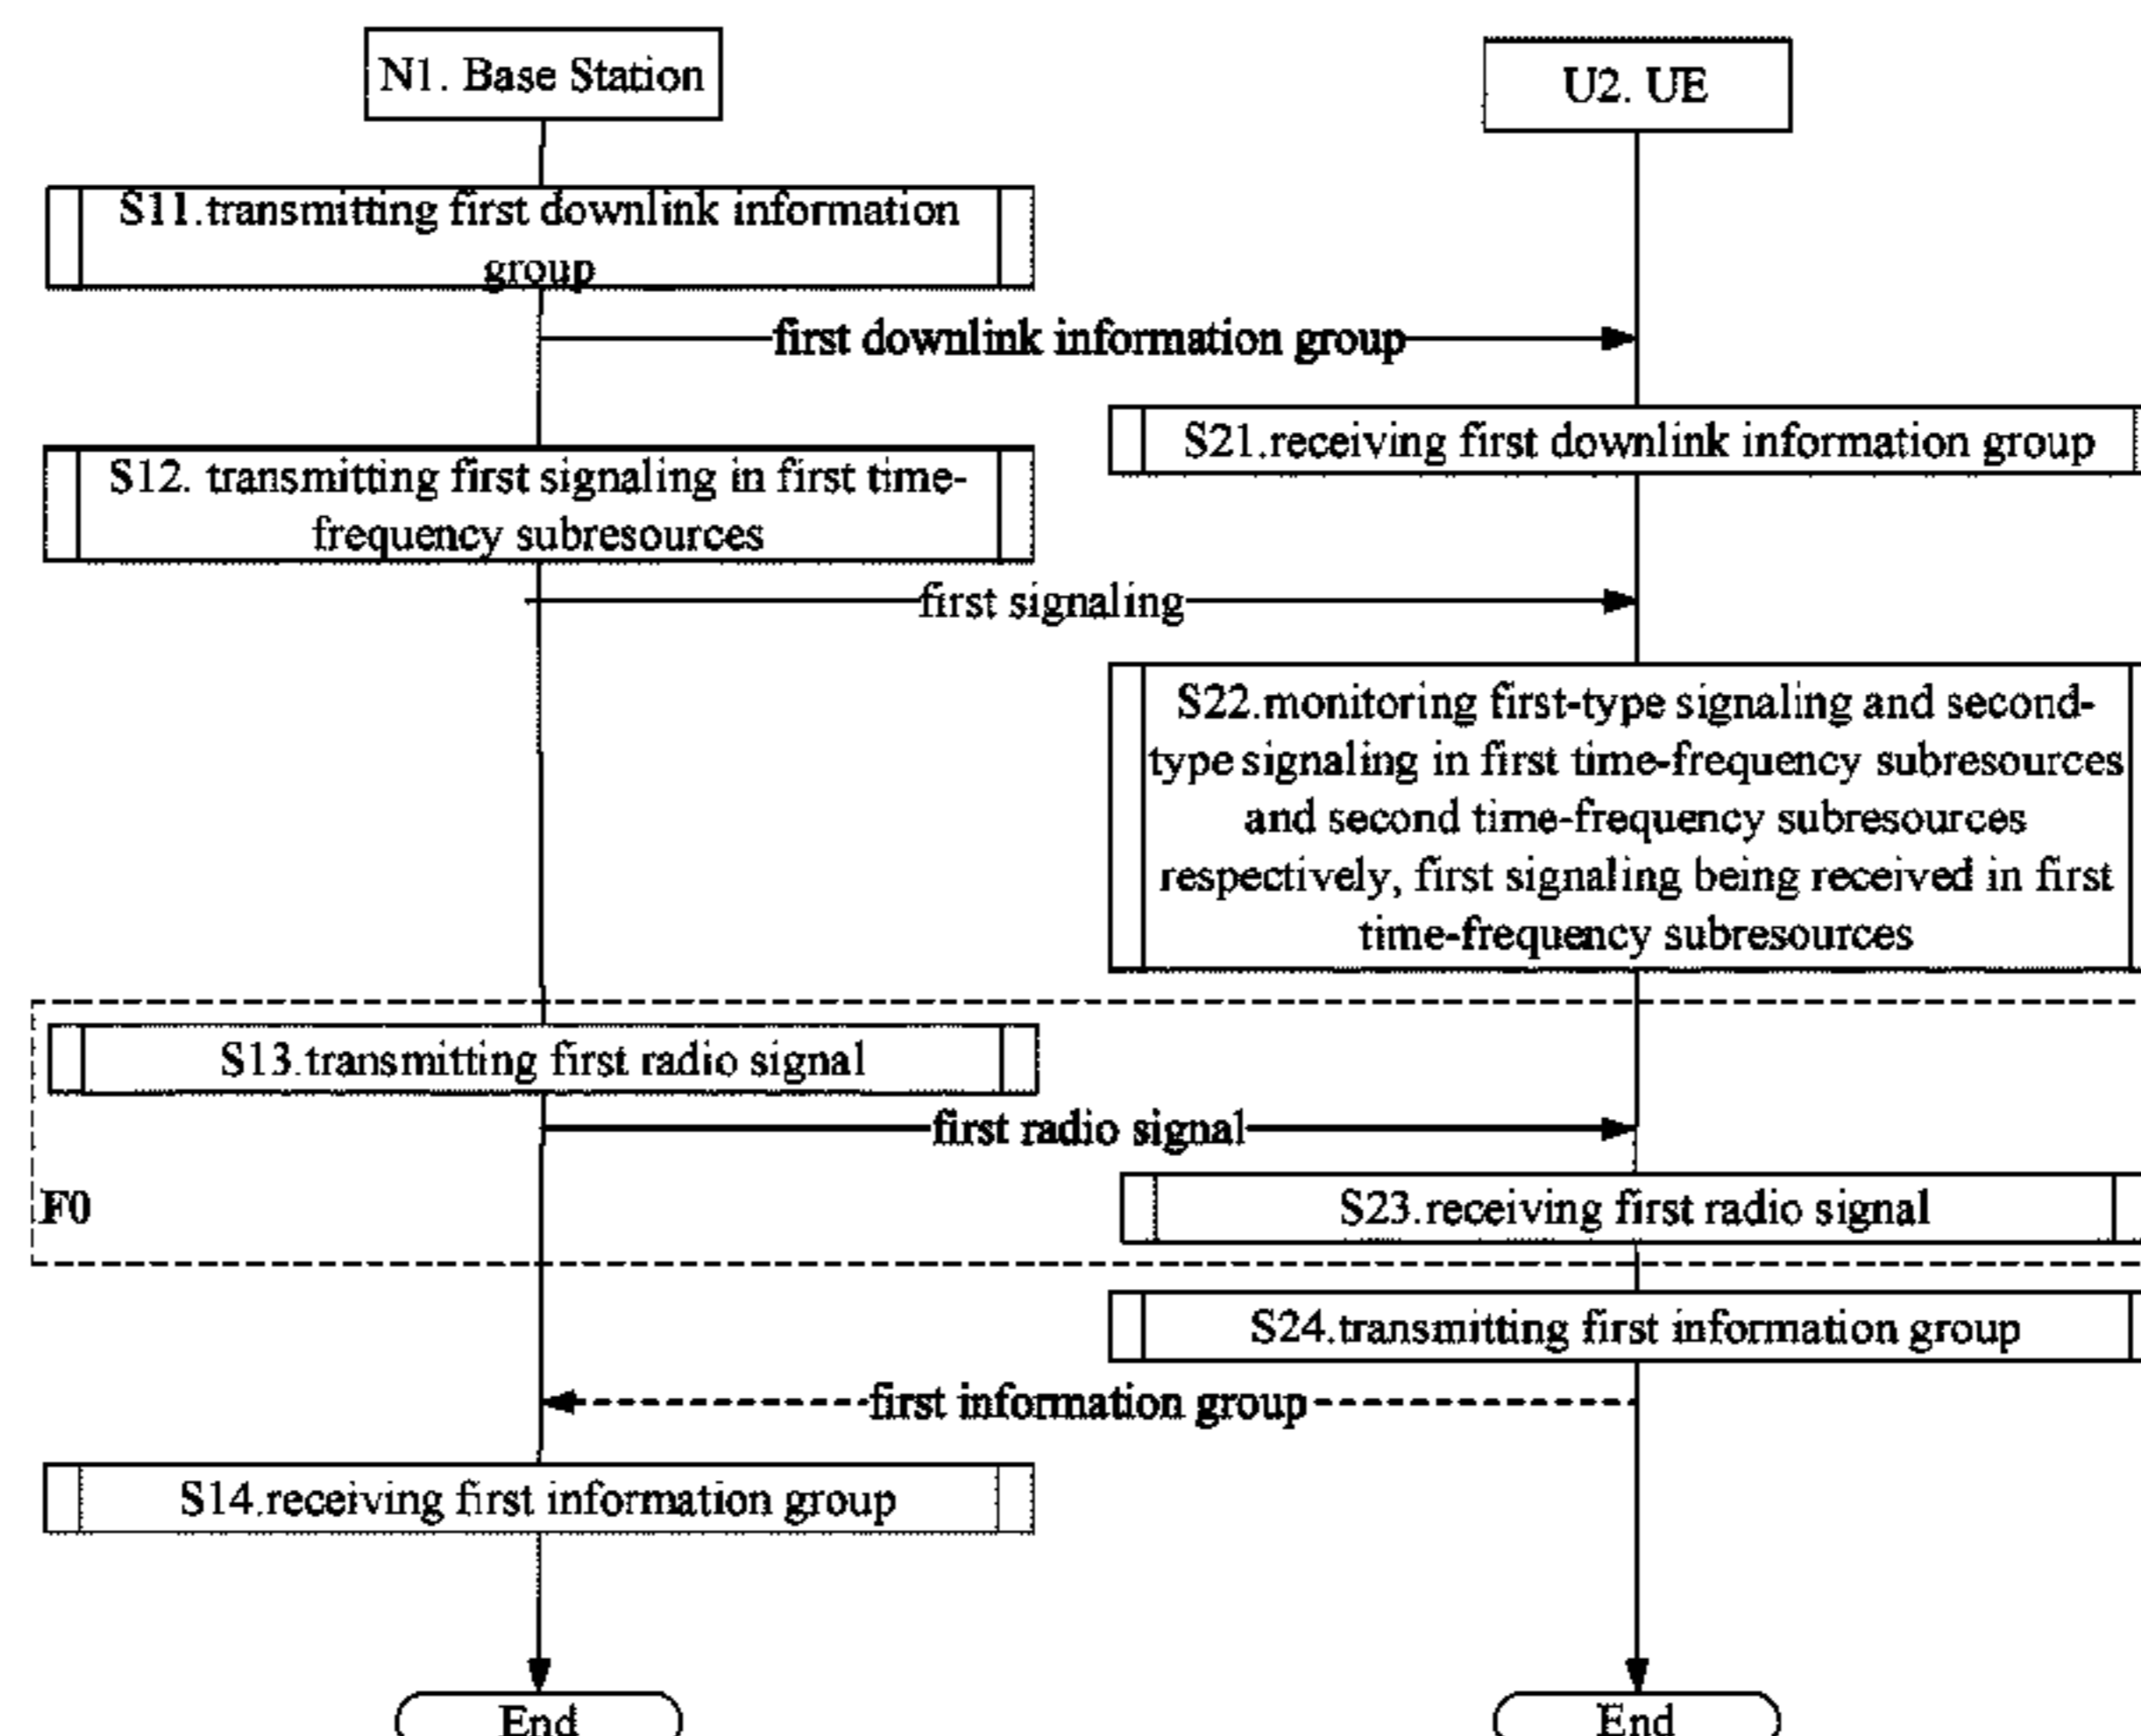 N1. Base Station
U2. UE
S11.transmitting first downlink information
group
first downlink information group
S21.receiving first downlink information group
S12. transmitting first signaling in first time-
frequency subresources
first signaling
S22.monitoring first-type signaling and second-
type signaling in first time-frequency subresources
and second time-frequency subresources
respectively, first signaling being received in first
time-frequency subresources
S13.transmitting first radio signal
first radio signal
F0
S23.receiving first radio signal
S24.transmitting first information group
first information group
S14.receiving first information group
End
End